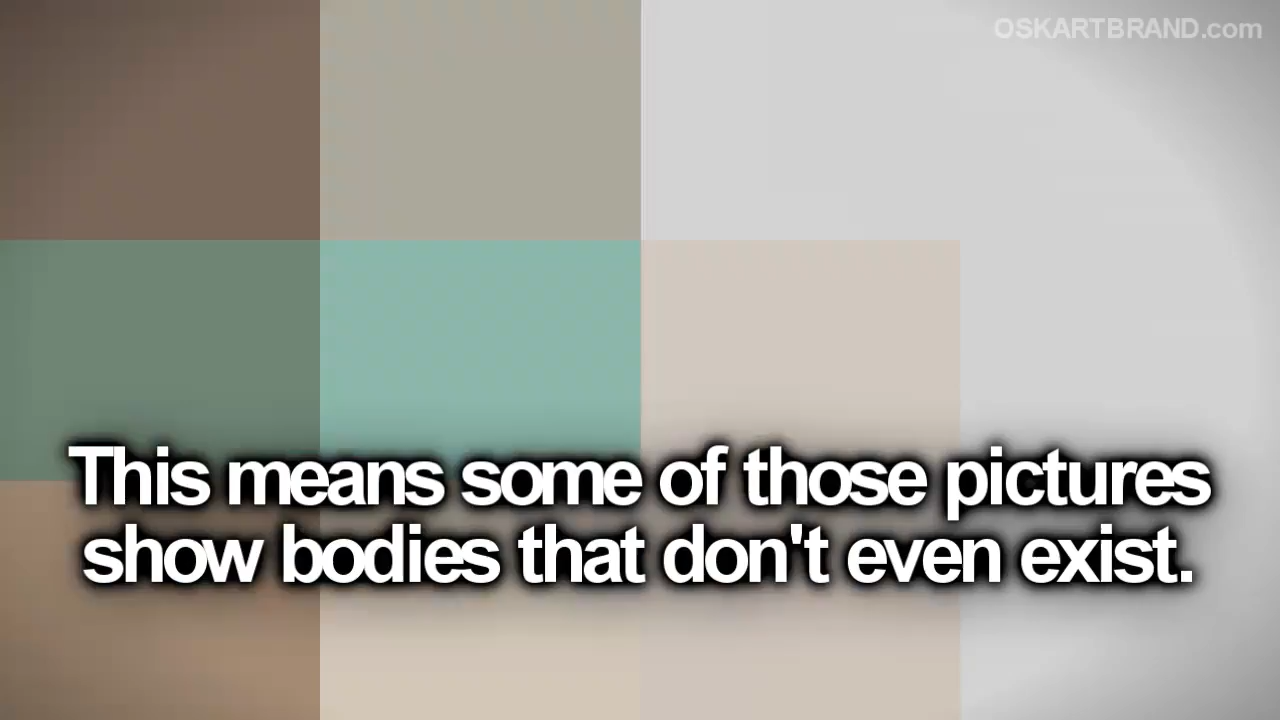 OSKARTBRAND.com
This means some of those pictures
show bodies that don't even exist.